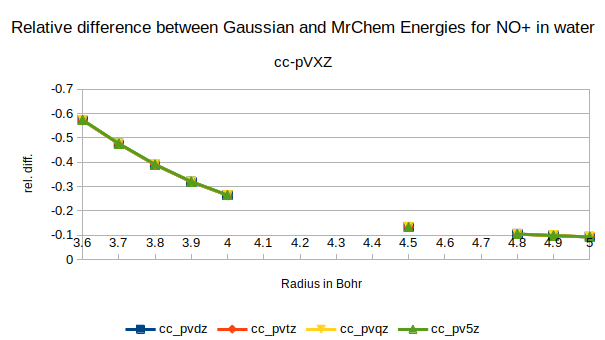 Relative difference between Gaussian and MrChem Energies for NO+ in water
cc-pVXZ
-0.7
-0.6
-0.5
-0.4
-0.3
-0.2
-0.1
0
rel. diff.
3.6 3.7 3.8 3.9 4 4.1 4.2 4.3 4.4 4.5 4.6 4.7 4.8 4.9 5
Radius in Bohr
cc_pvdz cc_pvtz cc_pvqz cc_pv5z